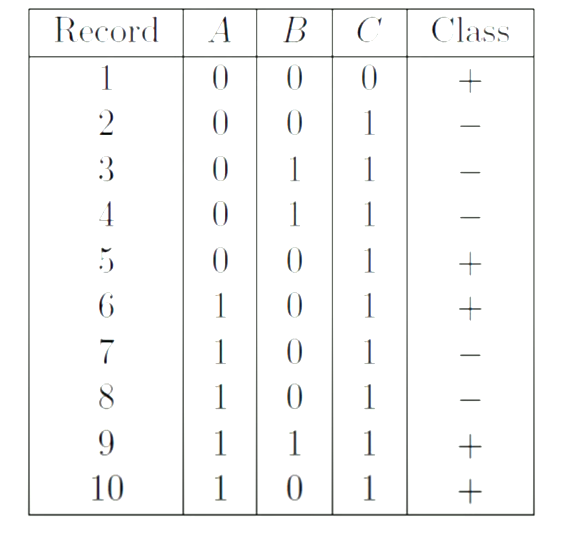 Record A B C Class
1 0 0 0 +
2 0 0 1 −
3 0 1 1 −
4 0 1 1 −
5 0 0 1 +
6 1 0 1 +
7 1 0 1 −
8 1 0 1 −
9 1 1 1 +
10 1 0 1 +